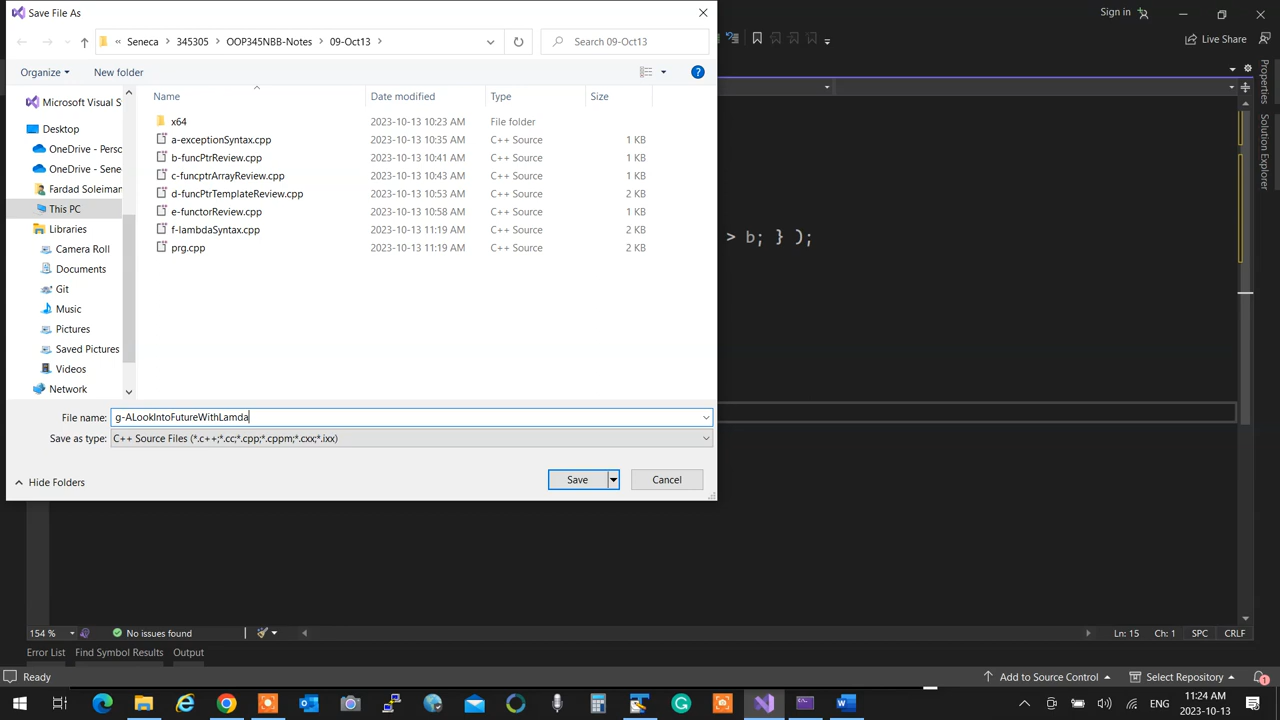 Save File As
Sign in
« Seneca > 345305 > OOP345NBB-Notes > 09-Oct13 >
Search 09-Oct13
Live Share
Organize
New folder
Name
Date modified
Type
Size
Microsoft Visual S
Desktop
OneDrive - Perso
OneDrive - Sene
Fardad Soleiman
This PC
Libraries
Camera Roll
Documents
Git
Music
Pictures
Saved Pictures
Videos
Network
x64 2023-10-13 10:23 AM File folder
a-exceptionSyntax.cpp 2023-10-13 10:35 AM C++ Source 1 KB
b-funcPtrReview.cpp 2023-10-13 10:41 AM C++ Source 1 KB
c-funcptrArrayReview.cpp 2023-10-13 10:43 AM C++ Source 1 KB
d-funcPtrTemplateReview.cpp 2023-10-13 10:53 AM C++ Source 2 KB
e-functorReview.cpp 2023-10-13 10:58 AM C++ Source 1 KB
f-lambdaSyntax.cpp 2023-10-13 11:19 AM C++ Source 2 KB
prg.cpp 2023-10-13 11:19 AM C++ Source 2 KB
> b; } );
Properties
Solution Explorer
File name: g-ALookIntoFutureWithLamda
Save as type: C++ Source Files (*.c++;*.cc;*.cpp;*.cppm;*.cxx;*.ixx)
Hide Folders
Save
Cancel
154 %
No issues found
Ln: 15
Ch: 1
SPC
CRLF
Error List
Find Symbol Results
Output
Ready
Add to Source Control
Select Repository
1
ENG
11:24 AM
2023-10-13